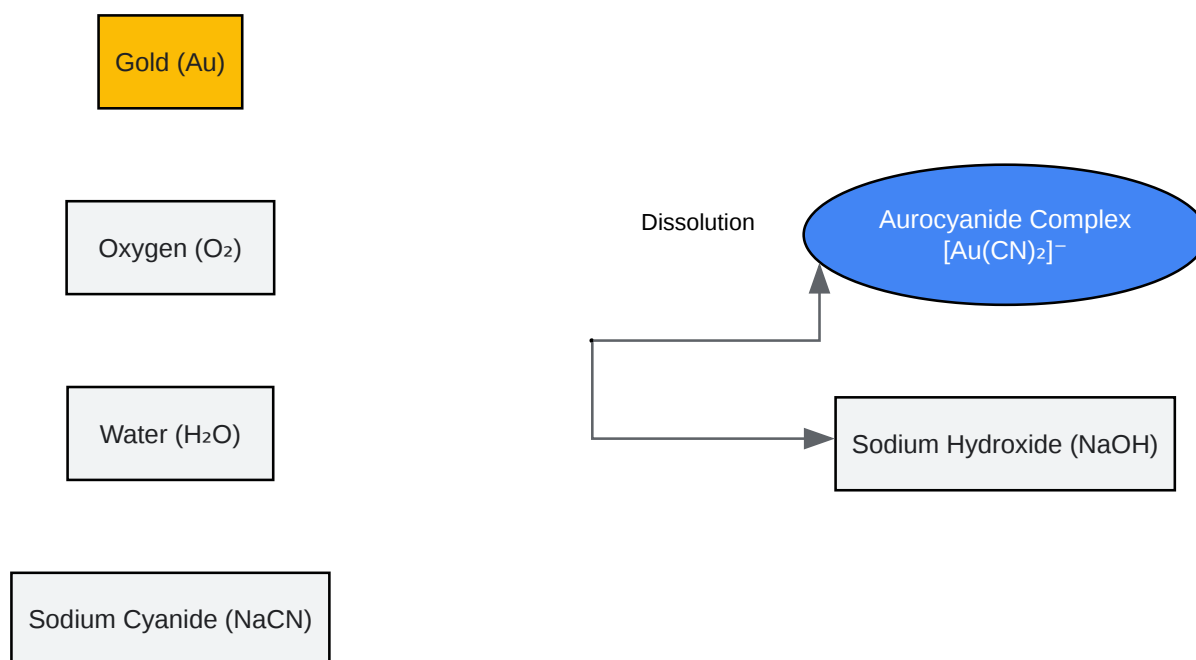 Gold (Au)
Oxygen (O₂)
Water (H₂O)
Sodium Cyanide (NaCN)
Dissolution
Aurocyanide Complex
[Au(CN)₂]⁻
Sodium Hydroxide (NaOH)